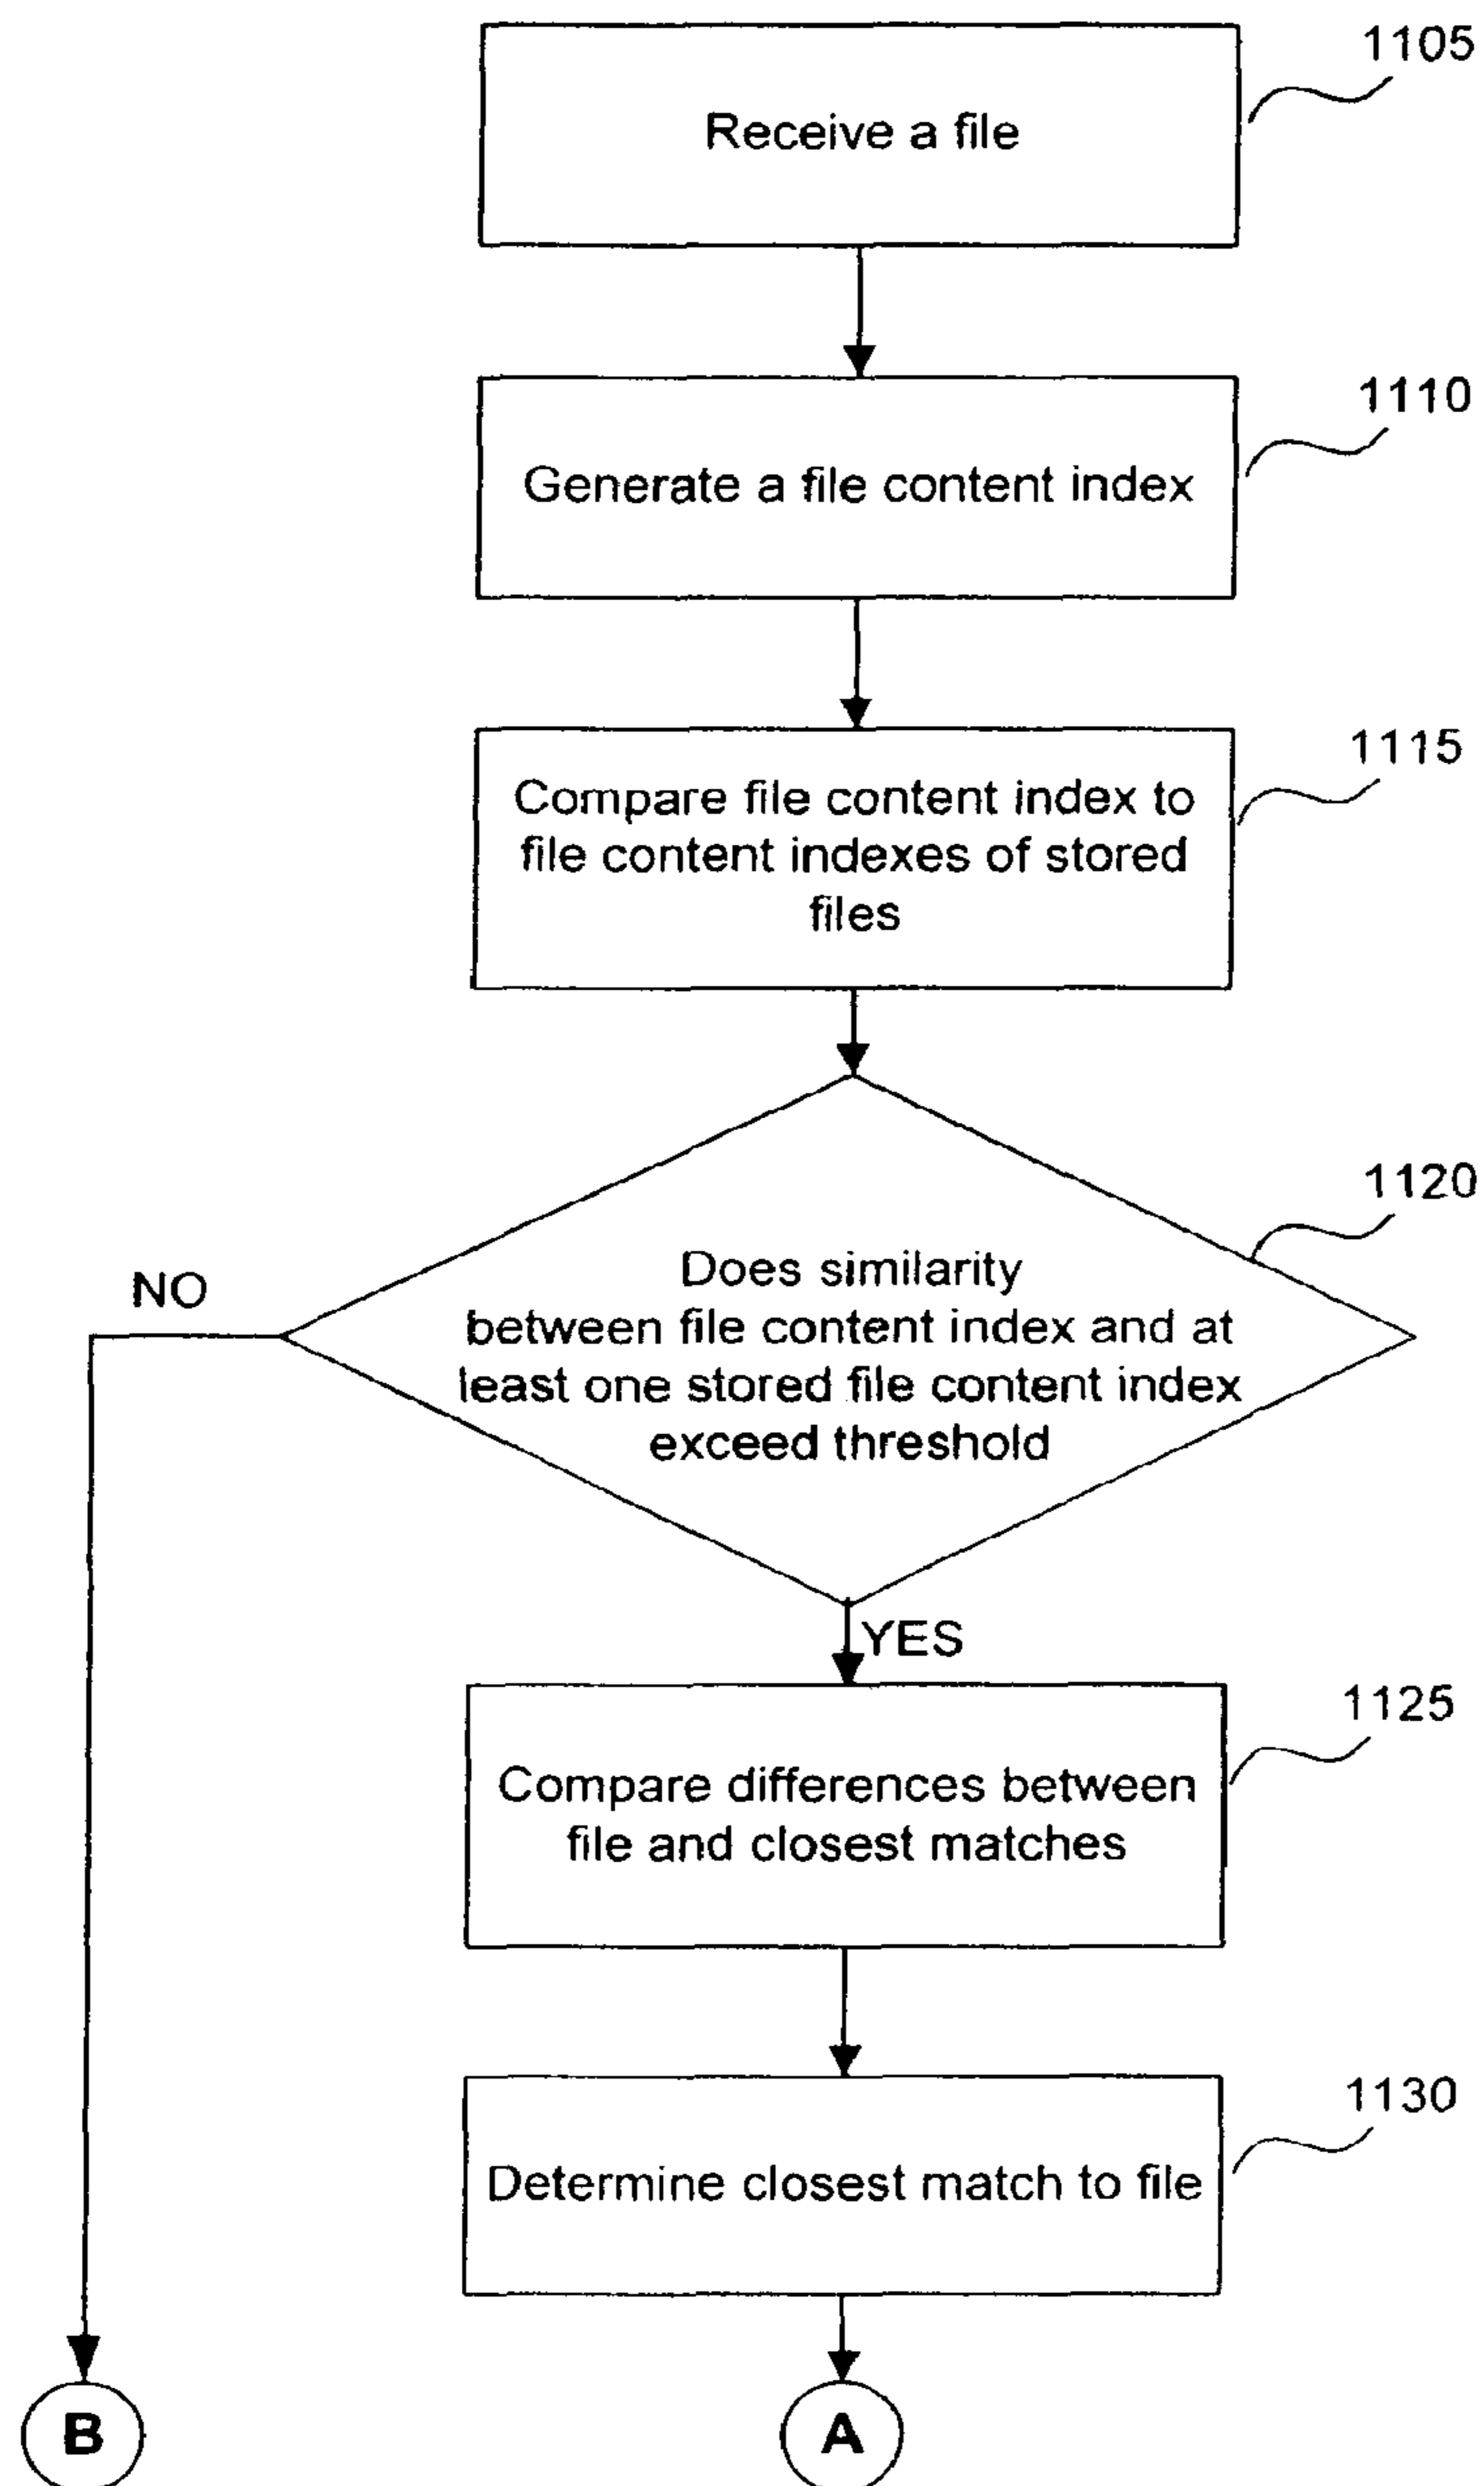 1105
Receive a file
1110
Generate a file content index
1115
Compare file content index to
file content indexes of stored
files
1120
Does similarity
between file content index and at
least one stored file content index
exceed threshold
NO
YES
1125
Compare differences between
file and closest matches
1130
Determine closest match to file
B
A